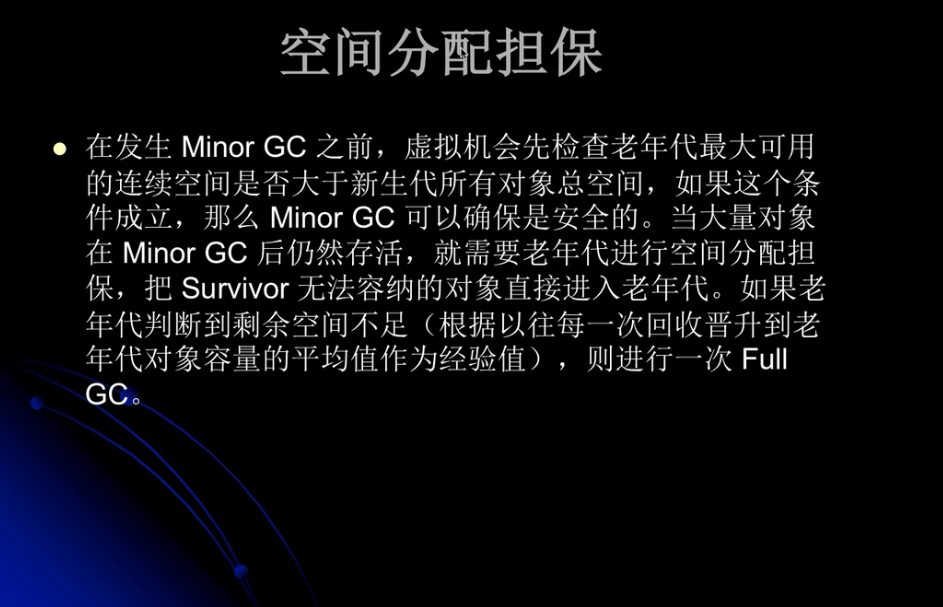 空间分配担保
在发生 Minor GC 之前，虚拟机会先检查老年代最大可用
的连续空间是否大于新生代所有对象总空间，如果这个条
件成立，那么 Minor GC 可以确保是安全的。当大量对象
在 Minor GC 后仍然存活，就需要老年代进行空间分配担
保，把 Survivor 无法容纳的对象直接进入老年代。如果老
年代判断到剩余空间不足（根据以往每一次回收晋升到老
年代对象容量的平均值作为经验值），则进行一次 Full
GC。